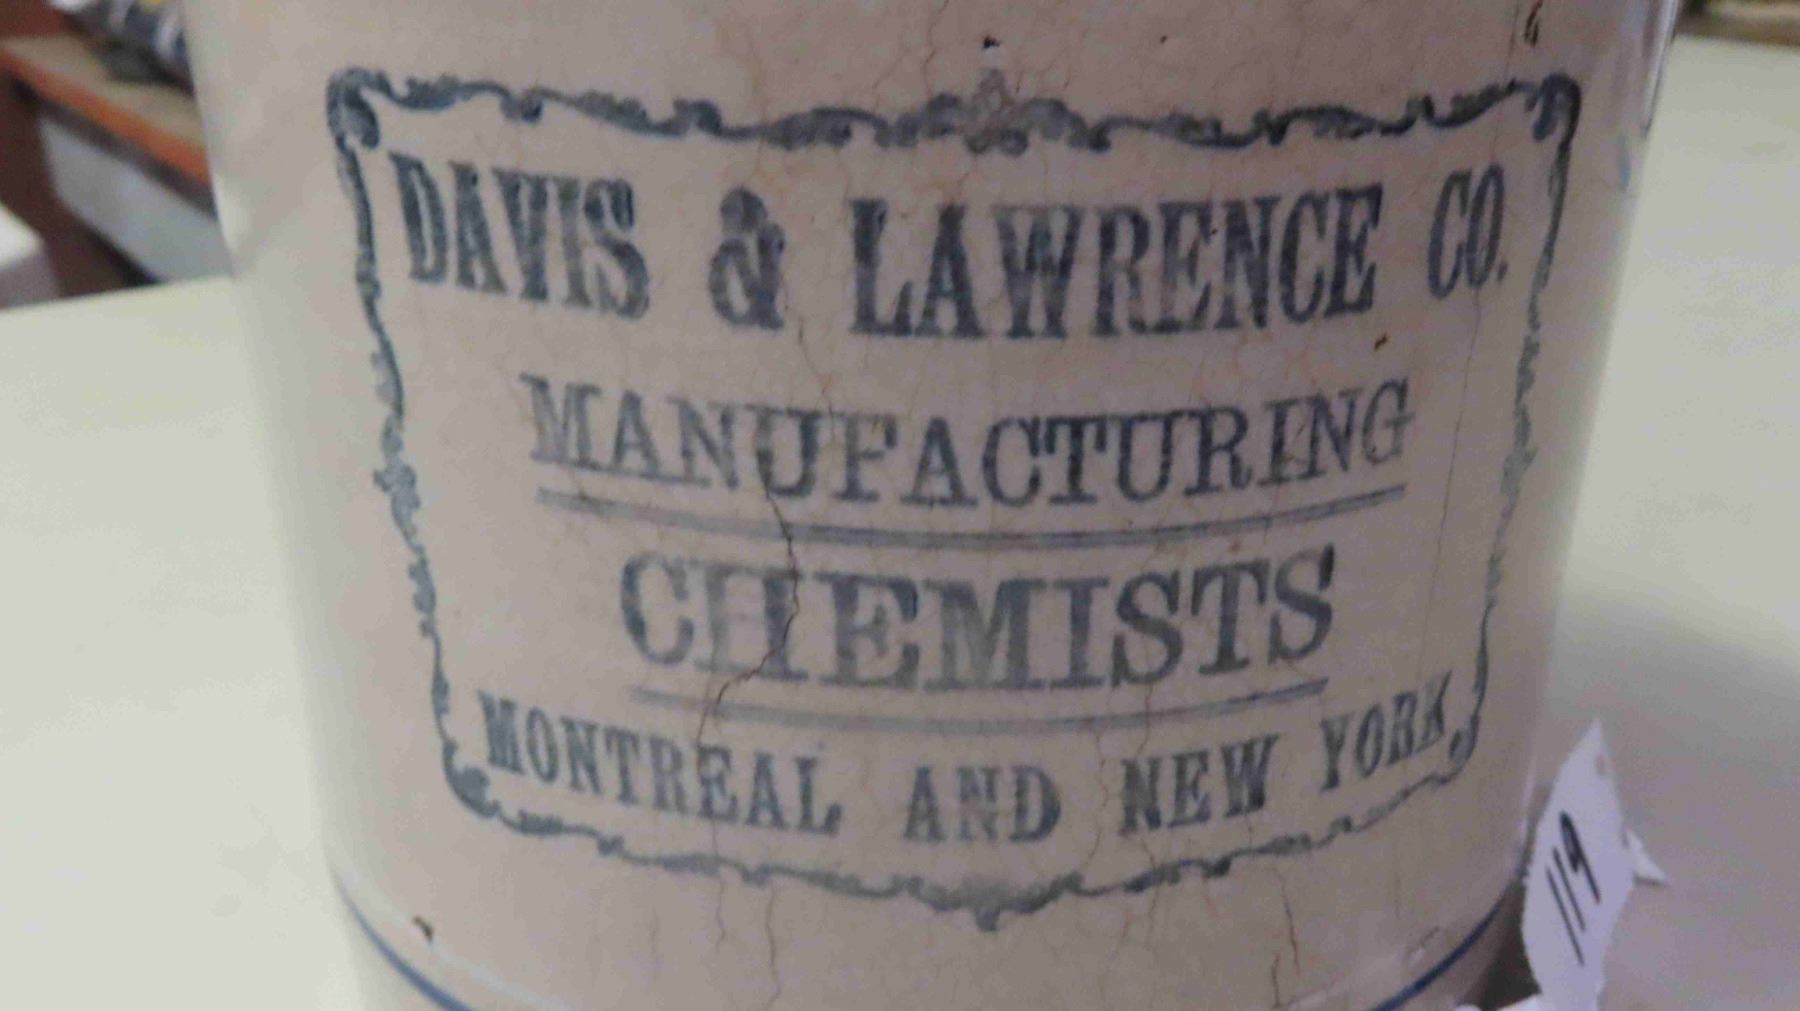 DAVIS & LAWRENCE CO.
MANUFACTURING
CHEMISTS
MONTREAL AND NEW YORK
119